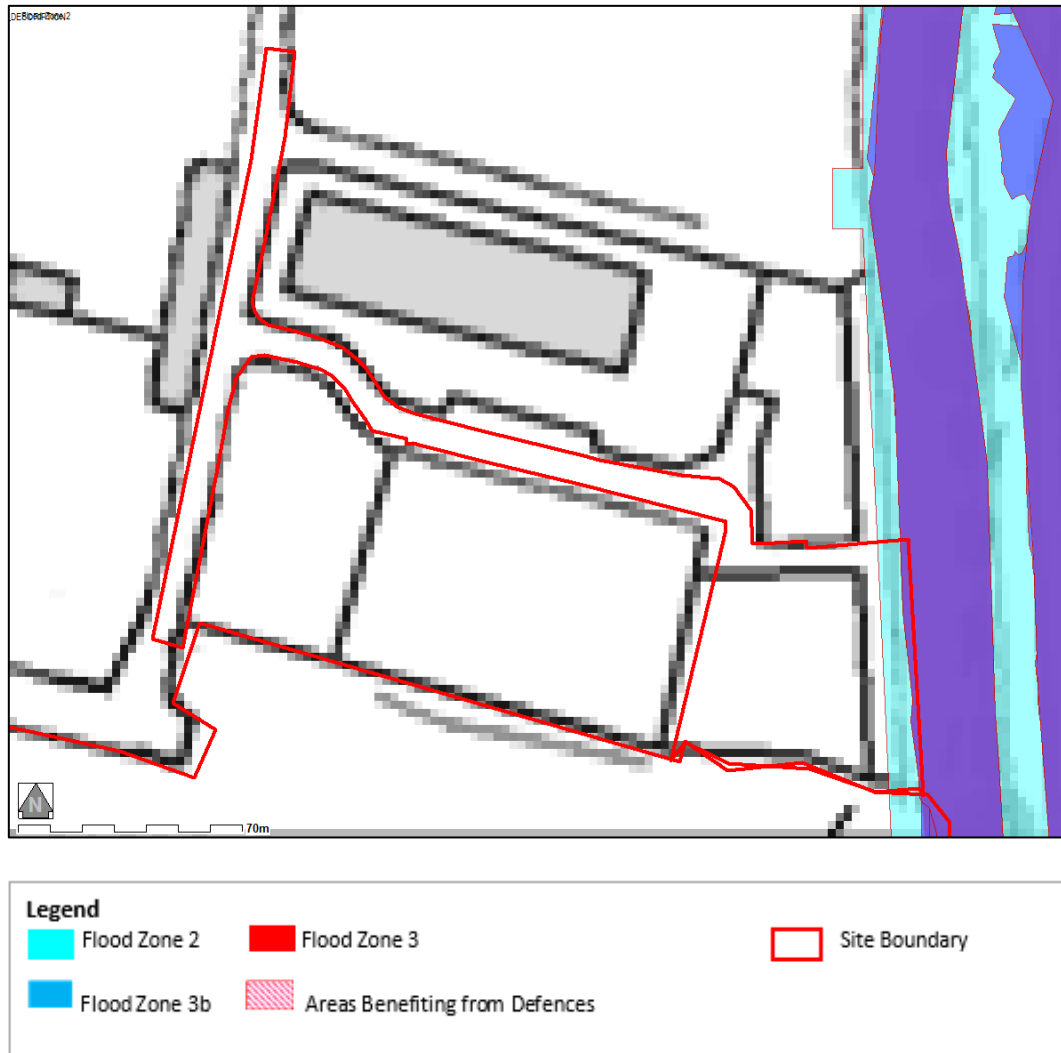 N
70m
Legend
Flood Zone 2
Flood Zone 3
Site Boundary
Flood Zone 3b
Areas Benefiting from Defences